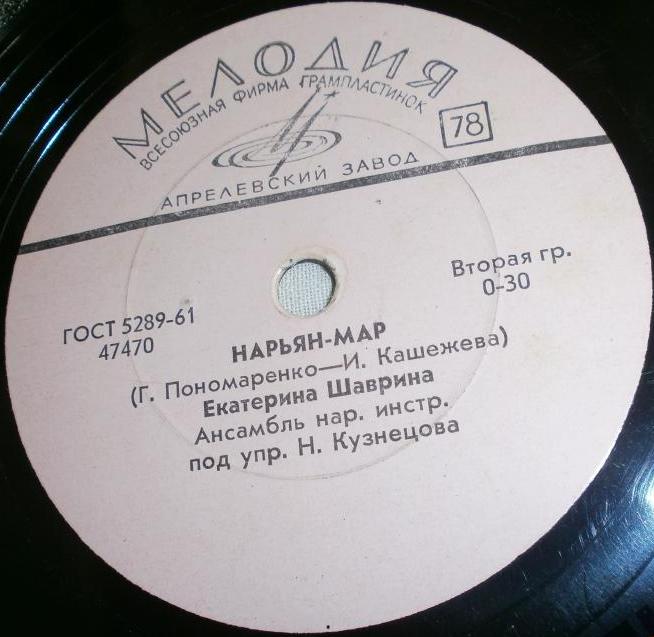 МЕЛОДИЯ
ВСЕСОЮЗНАЯ ФИРМА ГРАМПЛАСТИНОК
78
АПРЕЛЕВСКИЙ ЗАВОД
Вторая гр.
0-30
ГОСТ 5289-61
47470
НАРЬЯН-МАР
(Г. Пономаренко—И. Кашежева)
Екатерина Шаврина
Ансамбль нар. инстр.
под упр. Н. Кузнецова